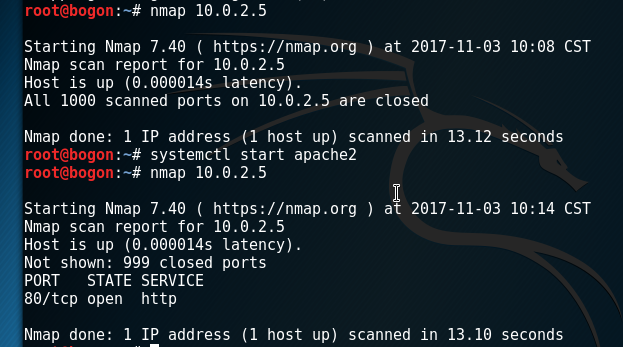 root@bogon:~# nmap 10.0.2.5
Starting Nmap 7.40 ( https://nmap.org ) at 2017-11-03 10:08 CST
Nmap scan report for 10.0.2.5
Host is up (0.000014s latency).
All 1000 scanned ports on 10.0.2.5 are closed
Nmap done: 1 IP address (1 host up) scanned in 13.12 seconds
root@bogon:~# systemctl start apache2
root@bogon:~# nmap 10.0.2.5
Starting Nmap 7.40 ( https://nmap.org ) at 2017-11-03 10:14 CST
Nmap scan report for 10.0.2.5
Host is up (0.000014s latency).
Not shown: 999 closed ports
PORT   STATE SERVICE
80/tcp open  http
Nmap done: 1 IP address (1 host up) scanned in 13.10 seconds